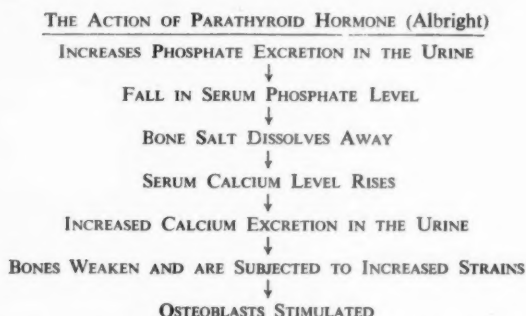 THE ACTION OF PARATHYROID HORMONE (Albright)
INCREASES PHOSPHATE EXCRETION IN THE URINE
↓
FALL IN SERUM PHOSPHATE LEVEL
↓
BONE SALT DISSOLVES AWAY
↓
SERUM CALCIUM LEVEL RISES
↓
INCREASED CALCIUM EXCRETION IN THE URINE
↓
BONES WEAKEN AND ARE SUBJECTED TO INCREASED STRAINS
↓
OSTEOBLASTS STIMULATED